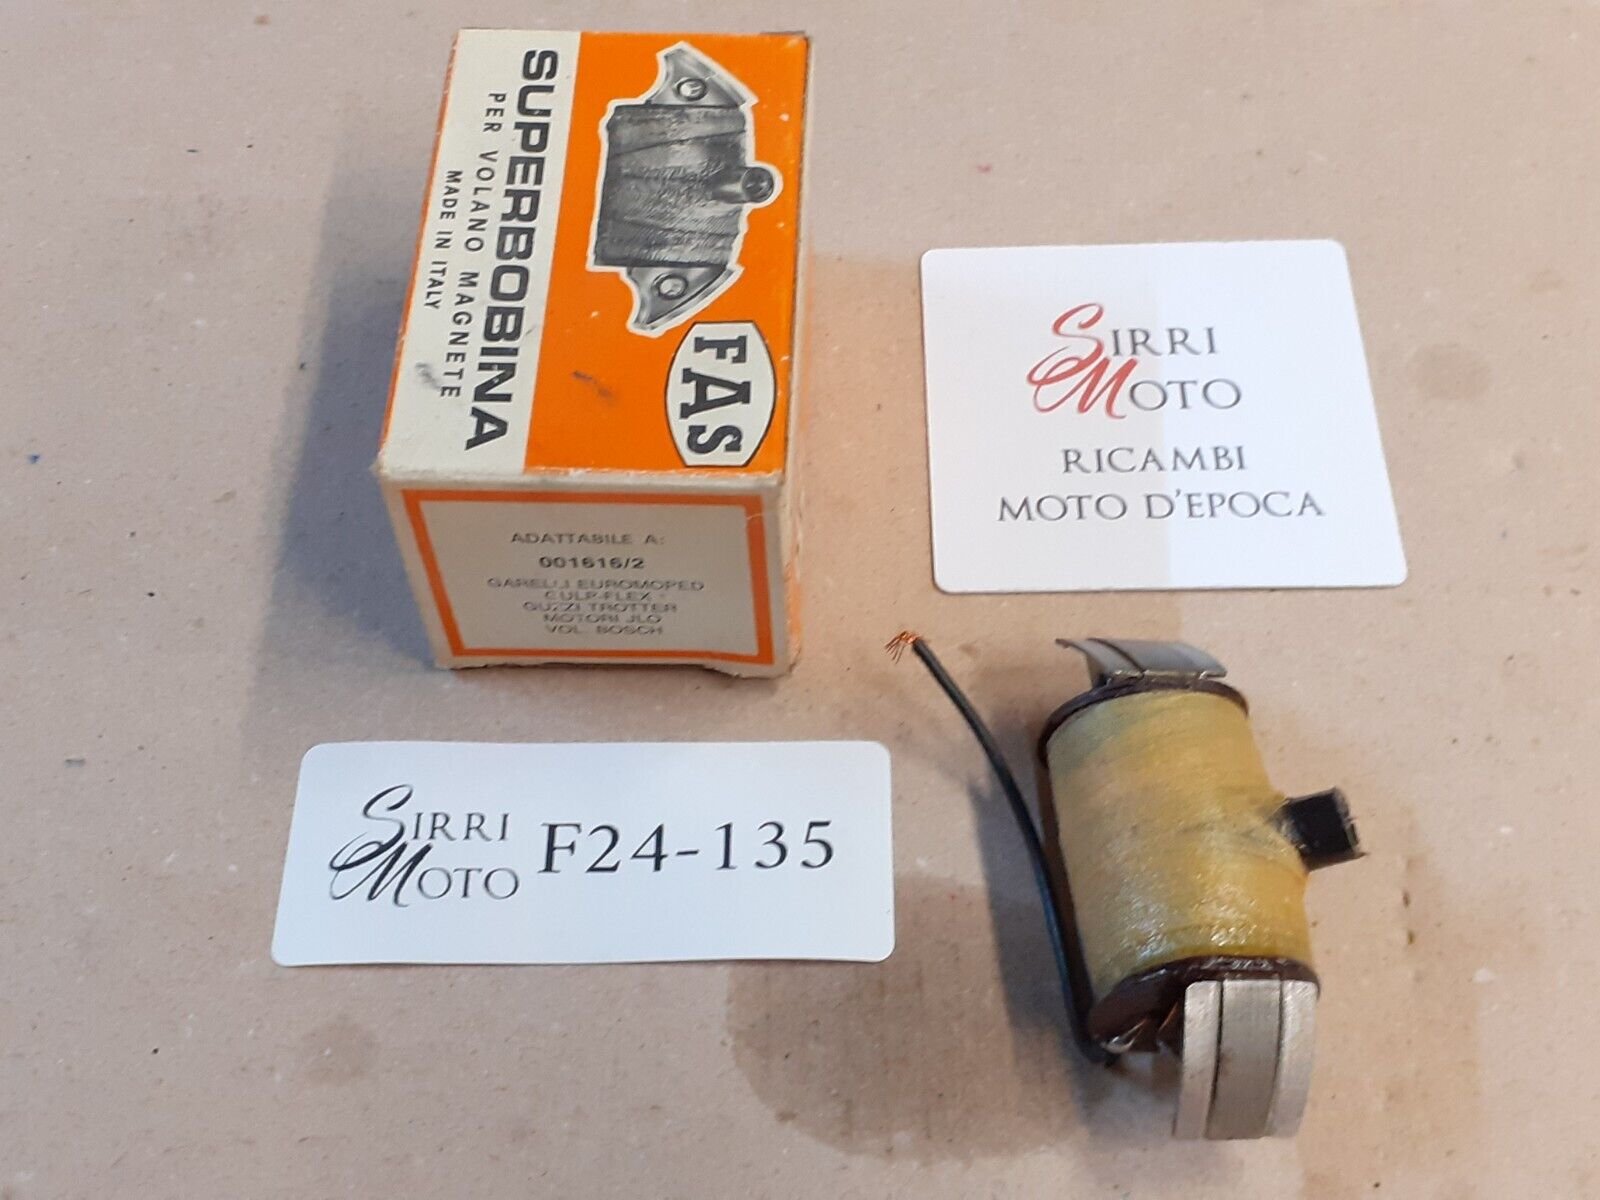 SUPERBOBINA
PER VOLANO MAGNETE
MADE IN ITALY
FAS
ADATTABILE A:
001616/2
GARELLI EUROMOPED
GULP-FLEX
GUZZI TROTTER
MOTORI JLO
VOL. BOSCH
SIRRI
MOTO
RICAMBI
MOTO D'EPOCA
SIRRI
MOTO
F24-135